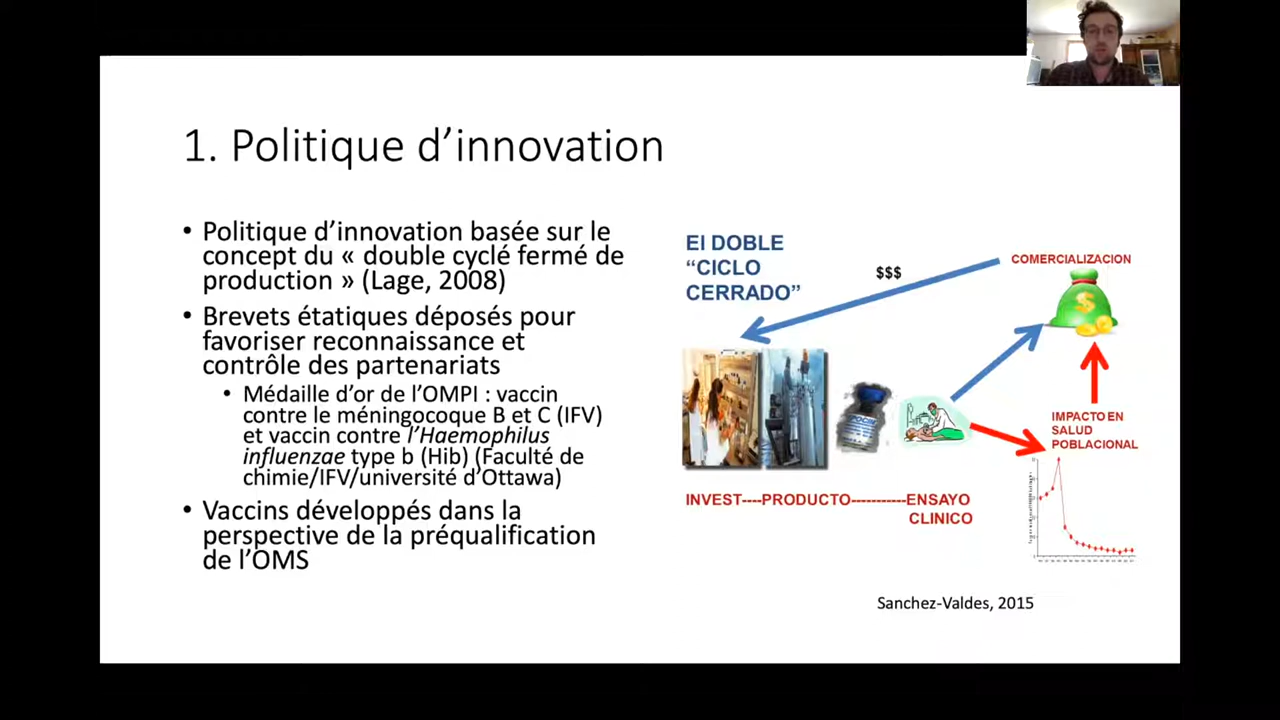 1. Politique d’innovation
• Politique d’innovation basée sur le
concept du « double cyclé fermé de
production » (Lage, 2008)
• Brevets étatiques déposés pour
favoriser reconnaissance et
contrôle des partenariats
• Médaille d’or de l’OMPI : vaccin
contre le méningocoque B et C (IFV)
et vaccin contre l’Haemophilus
influenzae type b (Hib) (Faculté de
chimie/IFV/université d’Ottawa)
• Vaccins développés dans la
perspective de la préqualification
de l’OMS
El DOBLE
“CICLO
CERRADO”
$$$
COMERCIALIZACION
$
IMPACTO EN
SALUD
POBLACIONAL
INVEST----PRODUCTO----------ENSAYO
CLINICO
Sanchez-Valdes, 2015